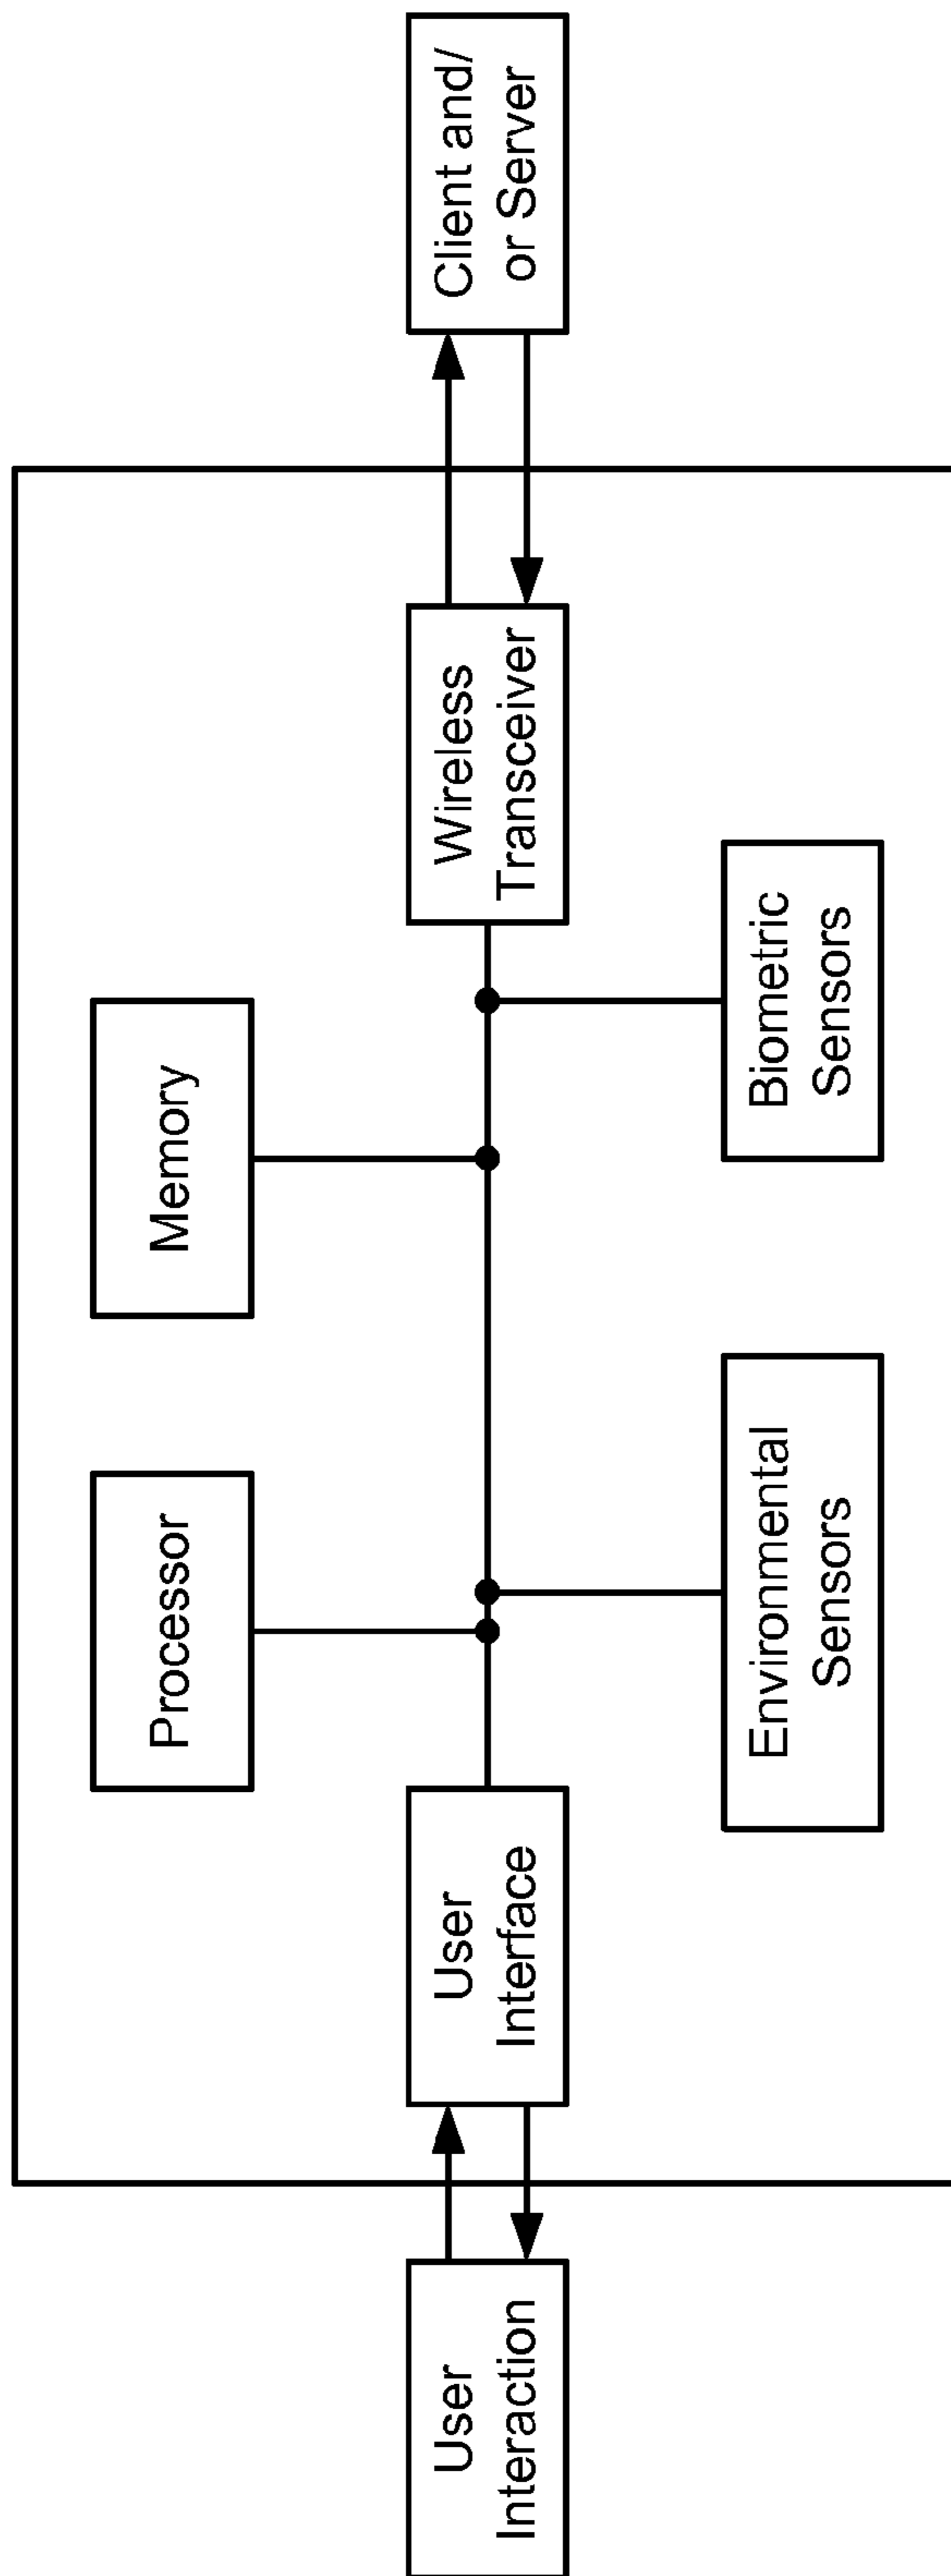 Processor
Memory
User
Interaction
User
Interface
Wireless
Transceiver
Client and/
or Server
Environmental
Sensors
Biometric
Sensors